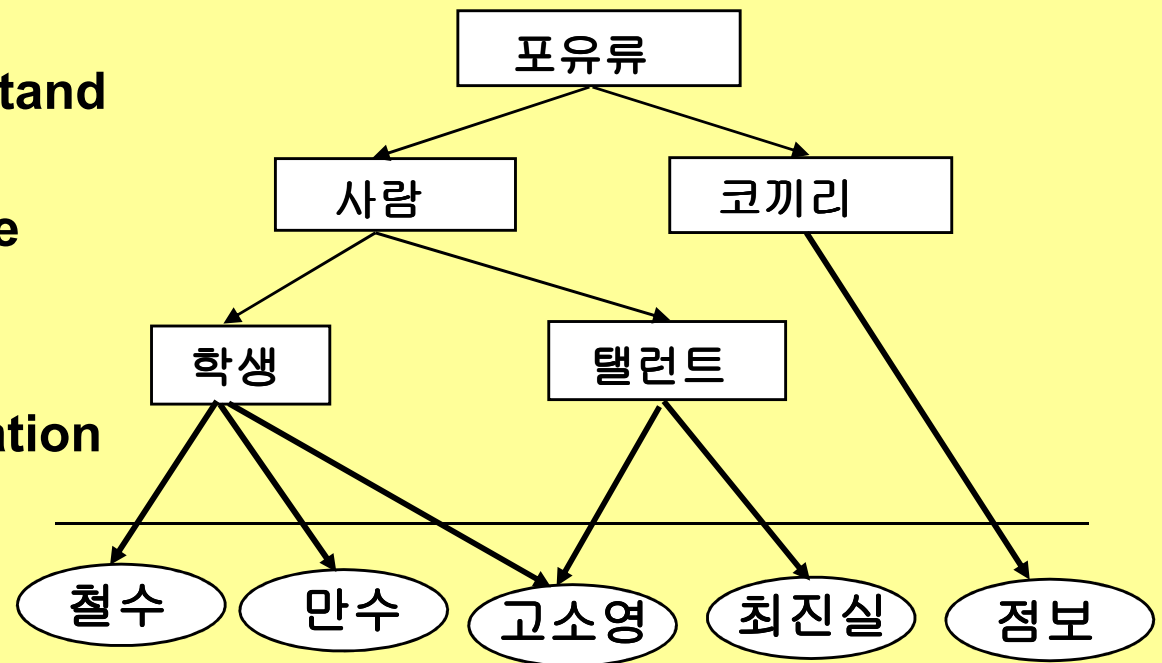 포유류
tand
사람
코끼리
e
학생
탤런트
ation
철수
만수
고소영
최진실
점보